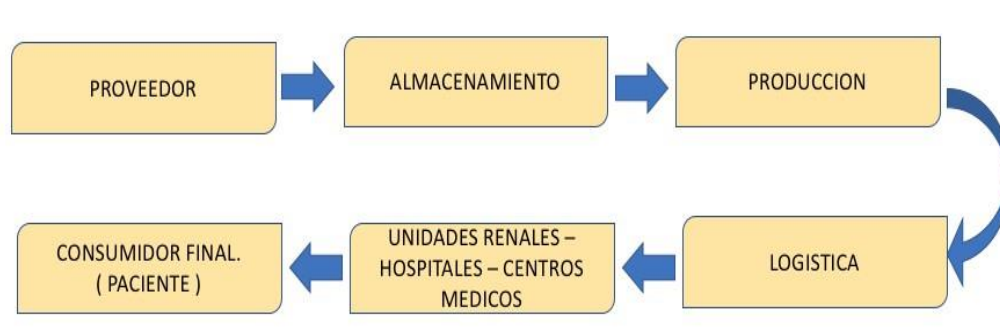 PROVEEDOR
ALMACENAMIENTO
PRODUCCION
CONSUMIDOR FINAL.
( PACIENTE )
UNIDADES RENALES –
HOSPITALES – CENTROS
MEDICOS
LOGISTICA